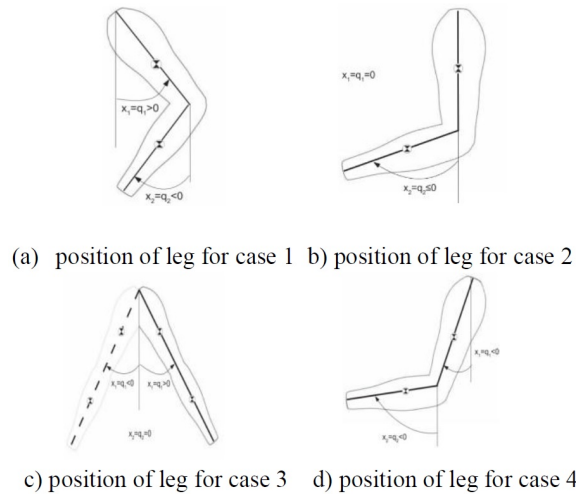 x₁=q₁>0
x₂=q₂<0
x₁=q₁=0
x₂=q₂≤0
(a) position of leg for case 1 b) position of leg for case 2
x₁=q₁<0 x₁=q₁>0
x₂=q₂=0
x₁=q₁<0
x₂=q₂<0
c) position of leg for case 3 d) position of leg for case 4